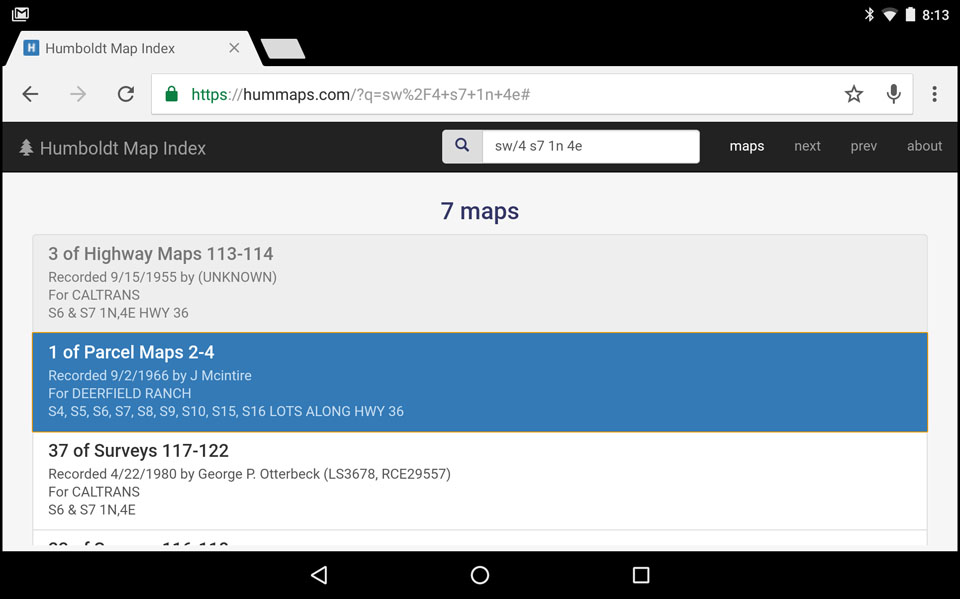 8:13
H Humboldt Map Index
https://hummaps.com/?q=sw%2F4+s7+1n+4e#
Humboldt Map Index
sw/4 s7 1n 4e
maps next prev about
7 maps
3 of Highway Maps 113-114
Recorded 9/15/1955 by (UNKNOWN)
For CALTRANS
S6 & S7 1N,4E HWY 36
1 of Parcel Maps 2-4
Recorded 9/2/1966 by J Mcintire
For DEERFIELD RANCH
S4, S5, S6, S7, S8, S9, S10, S15, S16 LOTS ALONG HWY 36
37 of Surveys 117-122
Recorded 4/22/1980 by George P. Otterbeck (LS3678, RCE29557)
For CALTRANS
S6 & S7 1N,4E